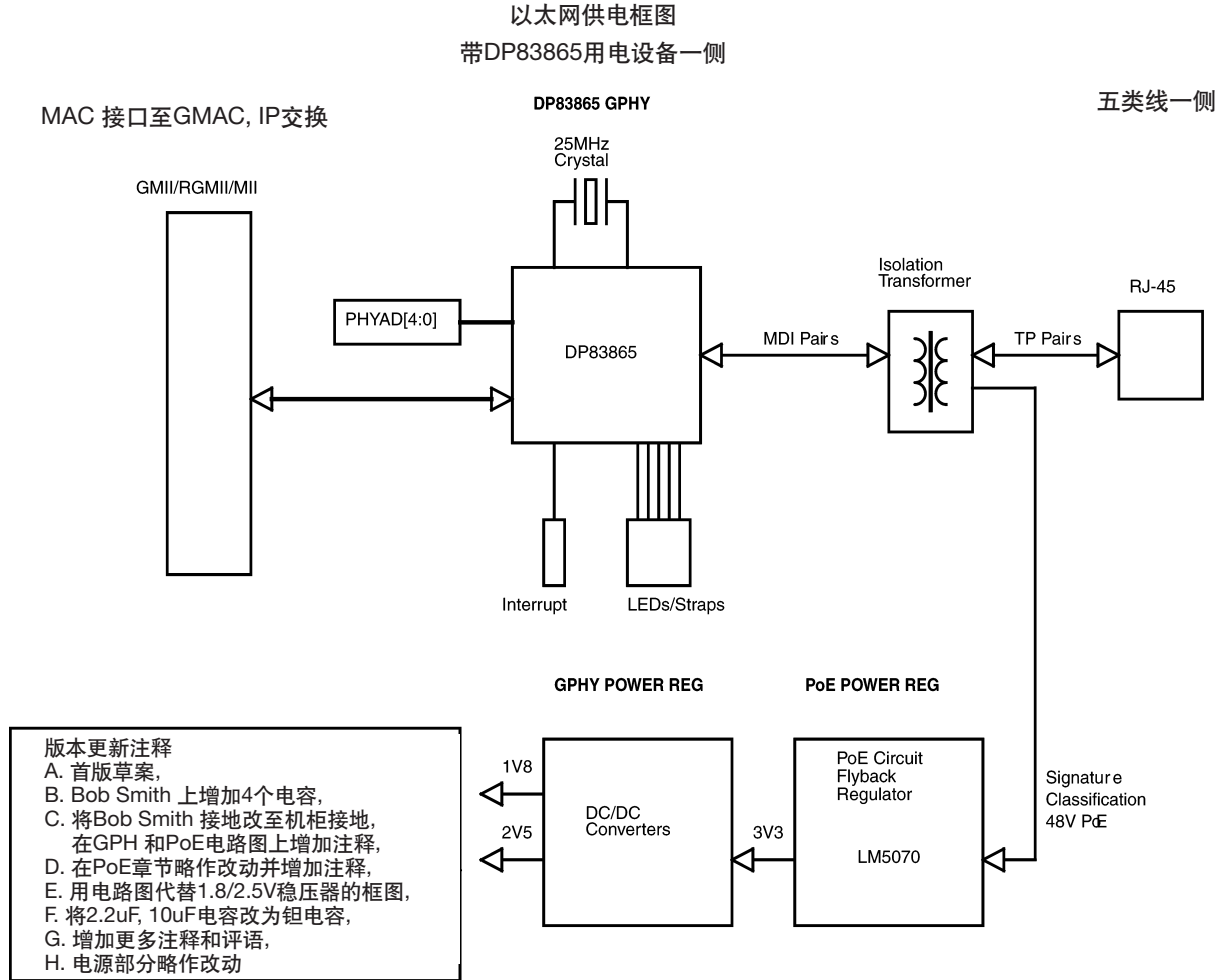 以太网供电框图
带DP83865用电设备一侧
MAC 接口至GMAC, IP交换
DP83865 GPHY
五类线一侧
25MHz
Crystal
GMII/RGMII/MII
Isolation
Transformer
RJ-45
PHYAD[4:0]
DP83865
MDI Pairs
TP Pairs
Interrupt
LEDs/Straps
GPHY POWER REG
PoE POWER REG
版本更新注释
A. 首版草案,
B. Bob Smith 上增加4个电容,
C. 将Bob Smith 接地改至机柜接地,
在GPH 和PoE电路图上增加注释,
D. 在PoE章节略作改动并增加注释,
E. 用电路图代替1.8/2.5V稳压器的框图,
F. 将2.2uF, 10uF电容改为钽电容,
G. 增加更多注释和评语,
H. 电源部分略作改动
1V8
2V5
DC/DC
Converters
3V3
PoE Circuit
Flyback
Regulator
LM5070
Signature
Classification
48V PoE